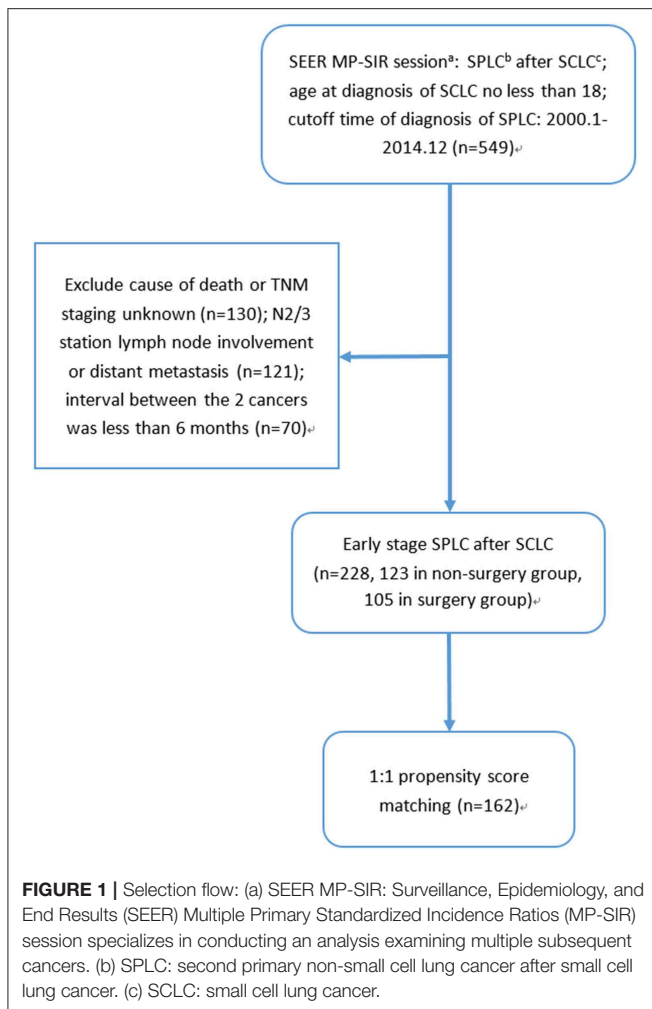 SEER MP-SIR sessionᵃ: SPLCᵇ after SCLCᶜ;
age at diagnosis of SCLC no less than 18;
cutoff time of diagnosis of SPLC: 2000.1-
2014.12 (n=549)↵
Exclude cause of death or TNM
staging unknown (n=130); N2/3
station lymph node involvement
or distant metastasis (n=121);
interval between the 2 cancers
was less than 6 months (n=70)↵
Early stage SPLC after SCLC
(n=228, 123 in non-surgery group,
105 in surgery group)↵
1:1 propensity score
matching (n=162)↵
FIGURE 1 | Selection flow: (a) SEER MP-SIR: Surveillance, Epidemiology, and
End Results (SEER) Multiple Primary Standardized Incidence Ratios (MP-SIR)
session specializes in conducting an analysis examining multiple subsequent
cancers. (b) SPLC: second primary non-small cell lung cancer after small cell
lung cancer. (c) SCLC: small cell lung cancer.